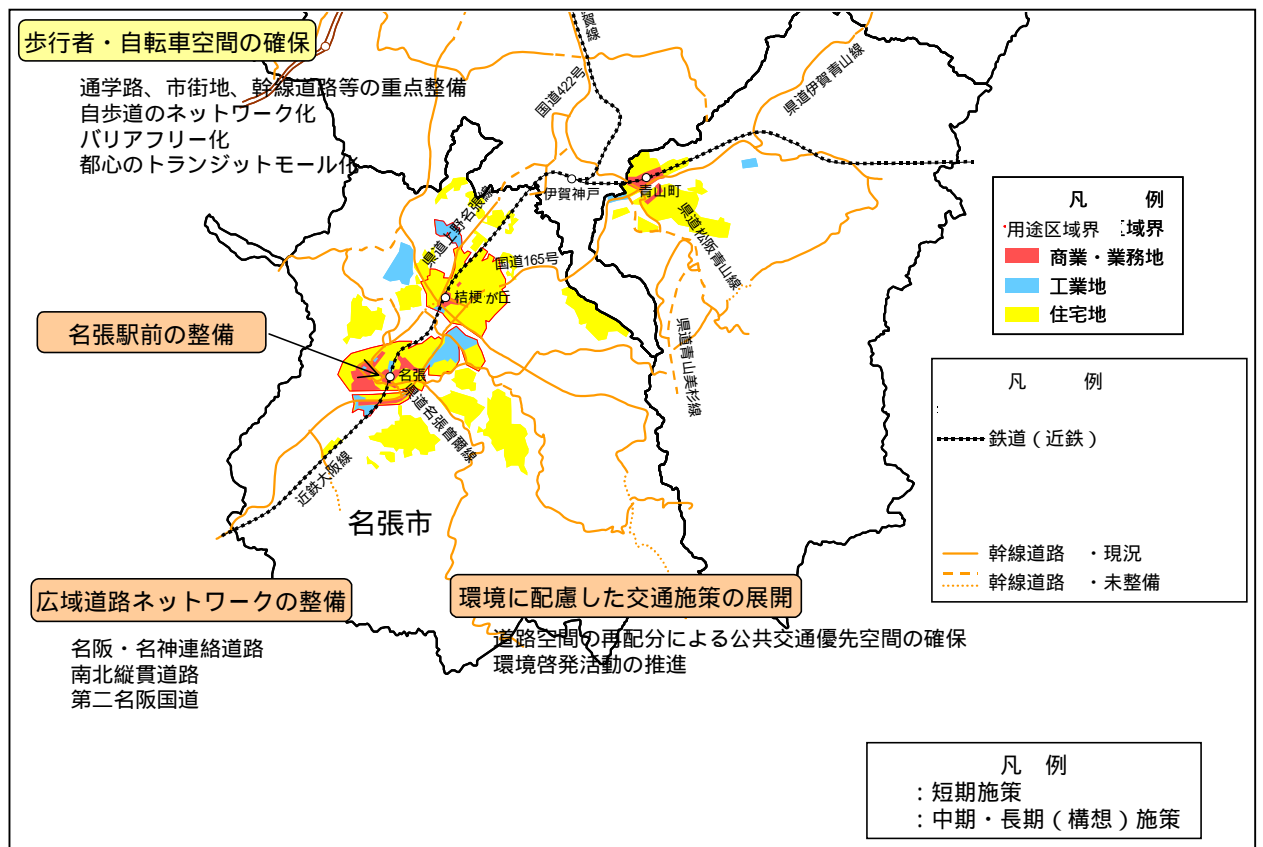 歩行者・自転車空間の確保
通学路、市街地、幹線道路等の重点整備
自歩道のネットワーク化
バリアフリー化
都心のトランジットモール化
賀線
国道422号
県道伊賀青山線
伊賀神戸
青山町
県道上野名張線
県道松阪青山線
国道165号
桔梗が丘
県道青山美杉線
名張駅前の整備
名張
県道名張曽爾線
近鉄大阪線
名張市
凡 例
用途区域界
域界
商業・業務地
工業地
住宅地
凡 例
:
鉄道(近鉄)
幹線道路 ・現況
幹線道路 ・未整備
広域道路ネットワークの整備
名阪・名神連絡道路
南北縦貫道路
第二名阪国道
環境に配慮した交通施策の展開
道路空間の再配分による公共交通優先空間の確保
環境啓発活動の推進
凡 例
:短期施策
:中期・長期(構想)施策